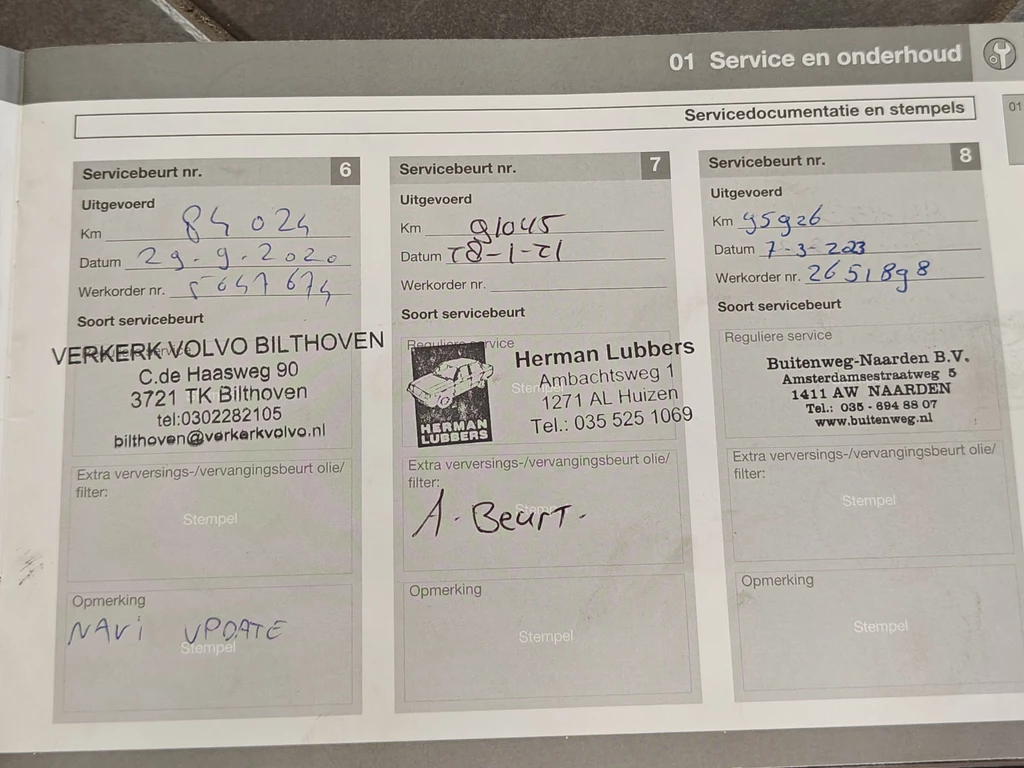 01 Service en onderhoud
01
Servicedocumentatie en stempels
Servicebeurt nr. 6
Uitgevoerd
Km 84 024
Datum 29.9.2020
Werkorder nr. 5647674
Soort servicebeurt
VERKERK VOLVO BILTHOVEN
C.de Haasweg 90
3721 TK Bilthoven
tel:0302282105
bilthoven@verkerkvolvo.nl
Extra verversings-/vervangingsbeurt olie/
filter:
Stempel
Opmerking
NAVi UPDATE
Stempel
Servicebeurt nr. 7
Uitgevoerd
Km 91045
Datum 28-1-21
Werkorder nr.
Soort servicebeurt
Reguliere service
HERMAN
LUBBERS
Herman Lubbers
Ambachtsweg 1
1271 AL Huizen
Tel.: 035 525 1069
Extra verversings-/vervangingsbeurt olie/
filter:
A. Beurt.
Opmerking
Stempel
Servicebeurt nr. 8
Uitgevoerd
Km 95926
Datum 7-3-2023
Werkorder nr. 2651898
Soort servicebeurt
Reguliere service
Buitenweg-Naarden B.V.
Amsterdamsestraatweg 5
1411 AW NAARDEN
Tel.: 035 - 694 88 07
www.buitenweg.nl
Extra verversings-/vervangingsbeurt olie/
filter:
Stempel
Opmerking
Stempel